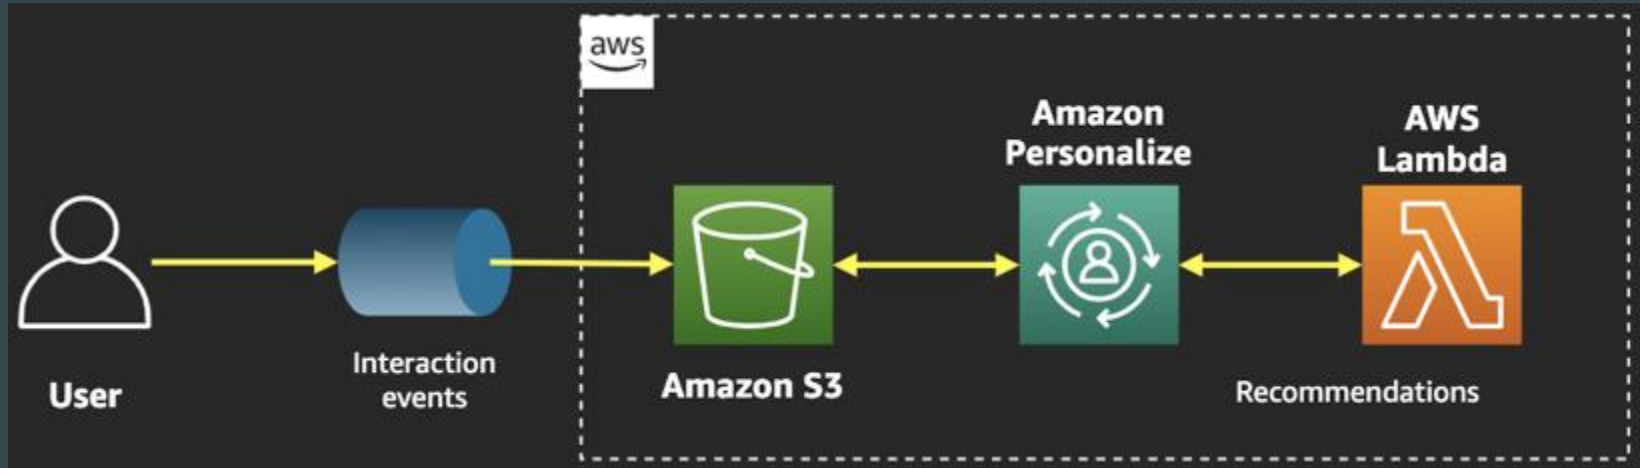 aws
Amazon
Personalize
AWS
Lambda
User
Interaction
events
Amazon S3
Recommendations